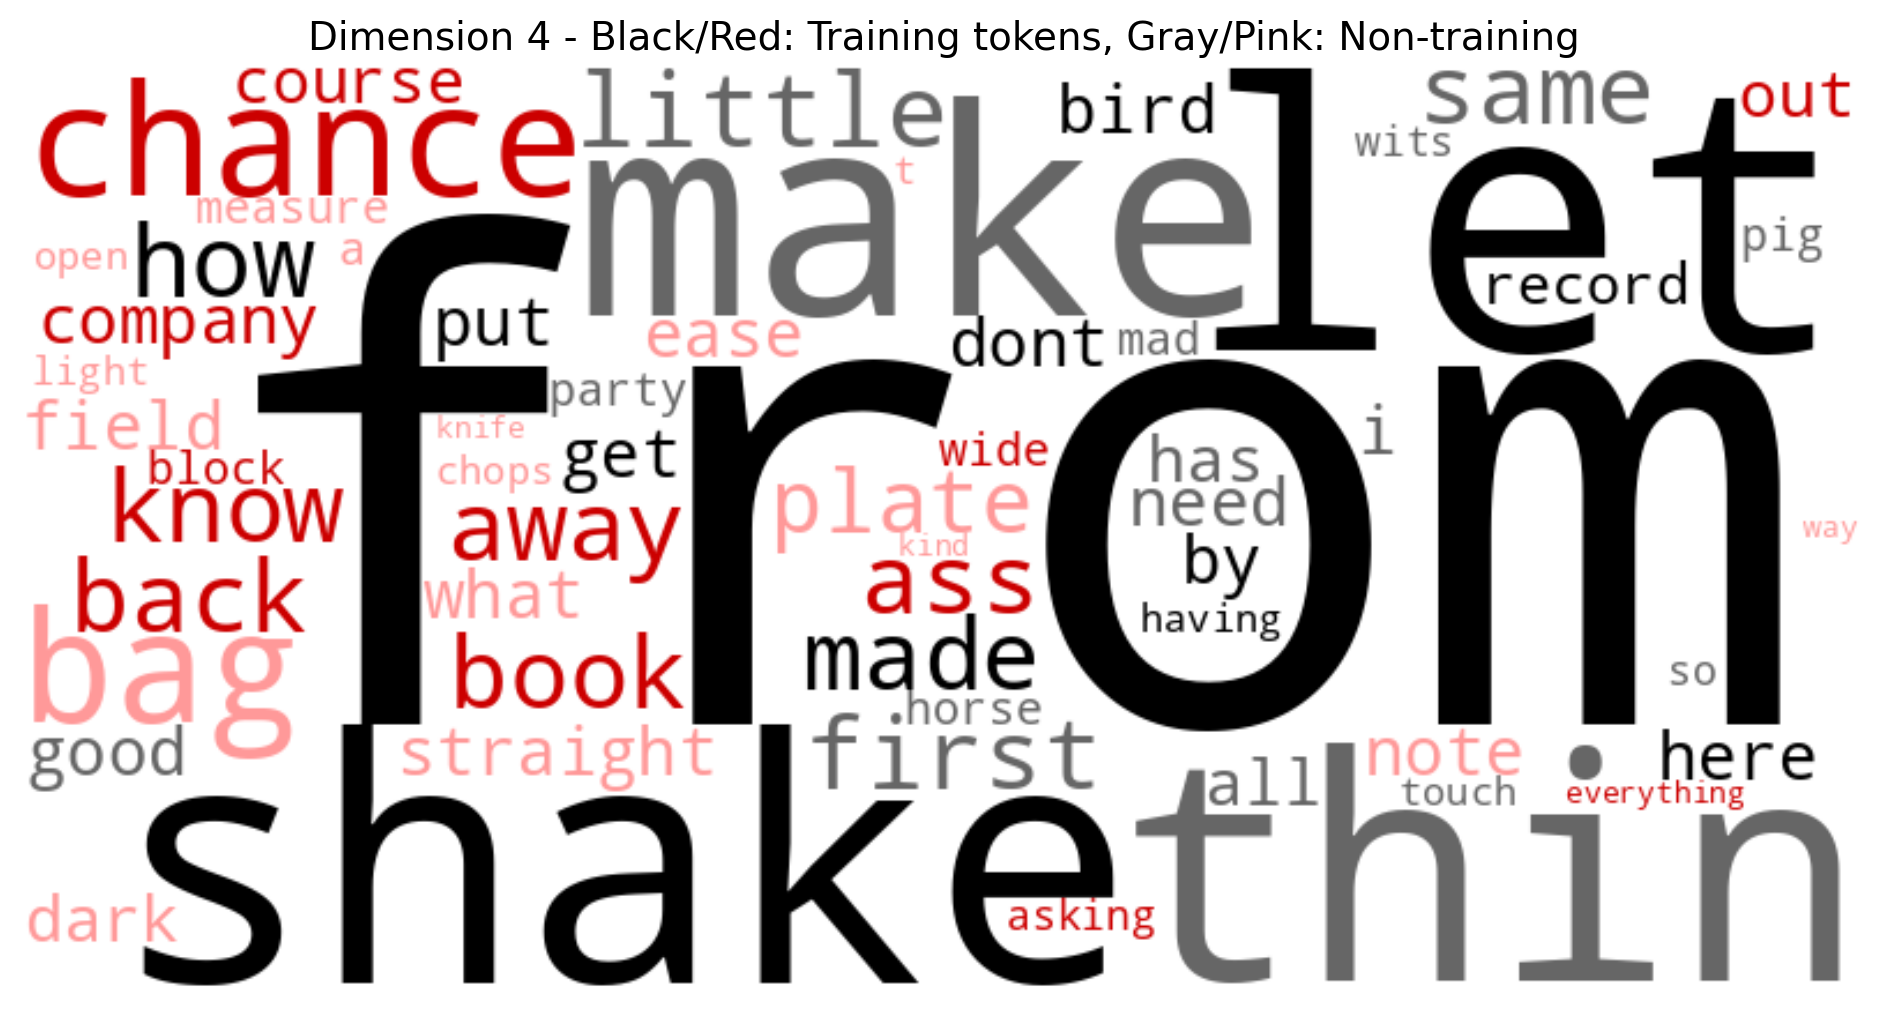 Dimension 4 - Black/Red: Training tokens, Gray/Pink: Non-training
course
chance
little
bird
let
same
out
wits
t
make
measure
open
how
a
pig
record
company
put
ease
dont
mad
light
from
party
field
knife
get
wide
i
has
block
know
chops
plate
need
away
kind
way
by
back
what
ass
having
bag
book
made
so
horse
good
straight
first
note
here
all
touch
everything
shake
thin
dark
asking